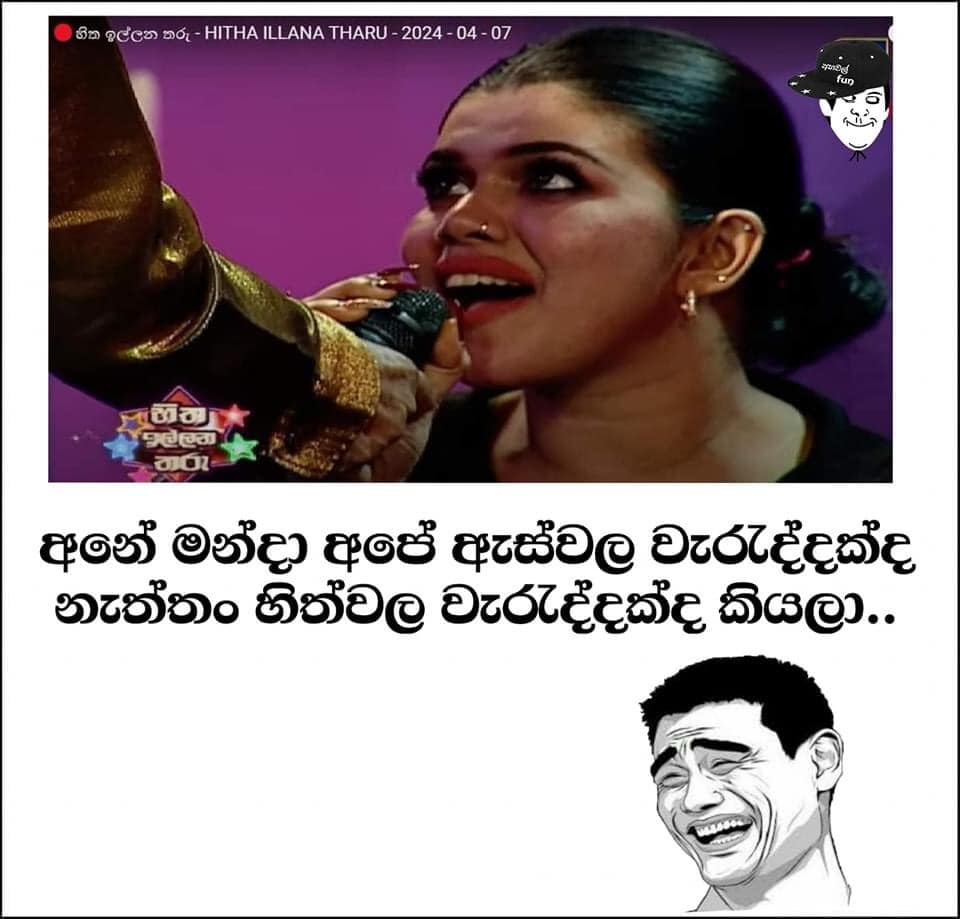 හිත ඉල්ලන තරු - HITHA ILLANA THARU - 2024 - 04 - 07
fun
හිත
ඉල්ලන
තරු
අනේ මන්දා අපේ ඇස්වල වැරැද්දක්ද
නැත්තං හිත්වල වැරැද්දක්ද කියලා..